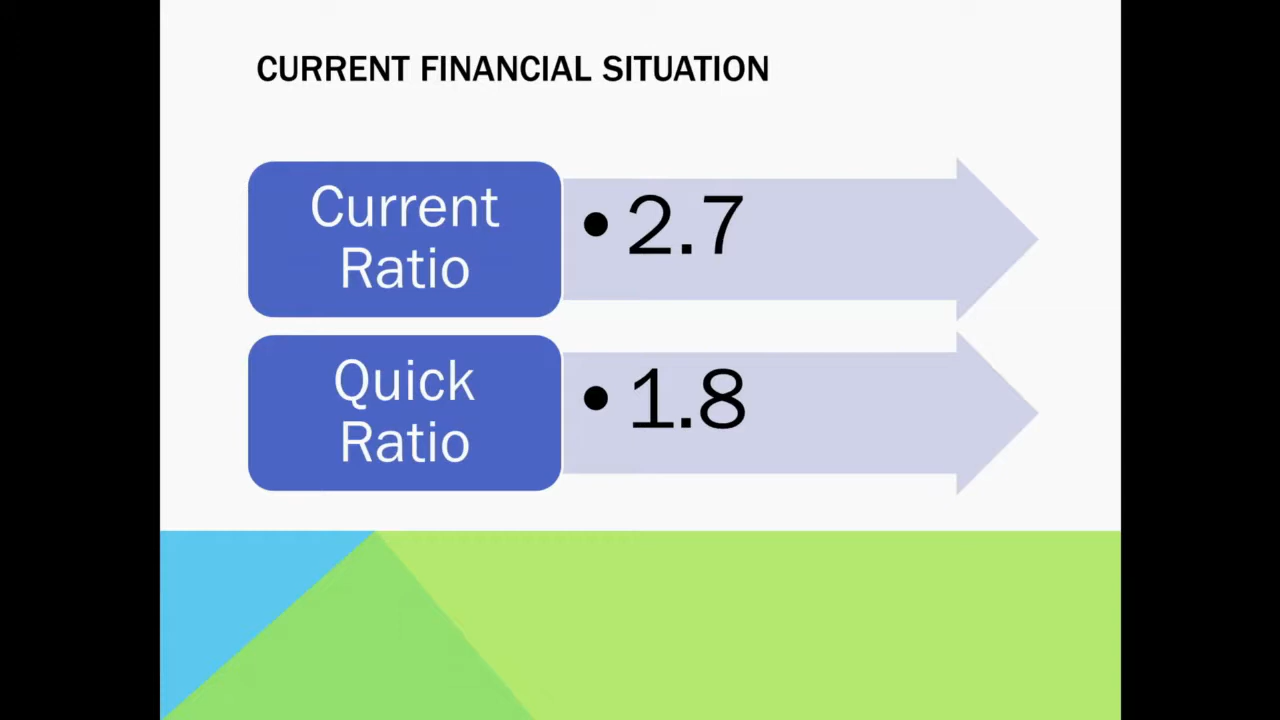 CURRENT FINANCIAL SITUATION
Current
Ratio
• 2.7
Quick
Ratio
• 1.8